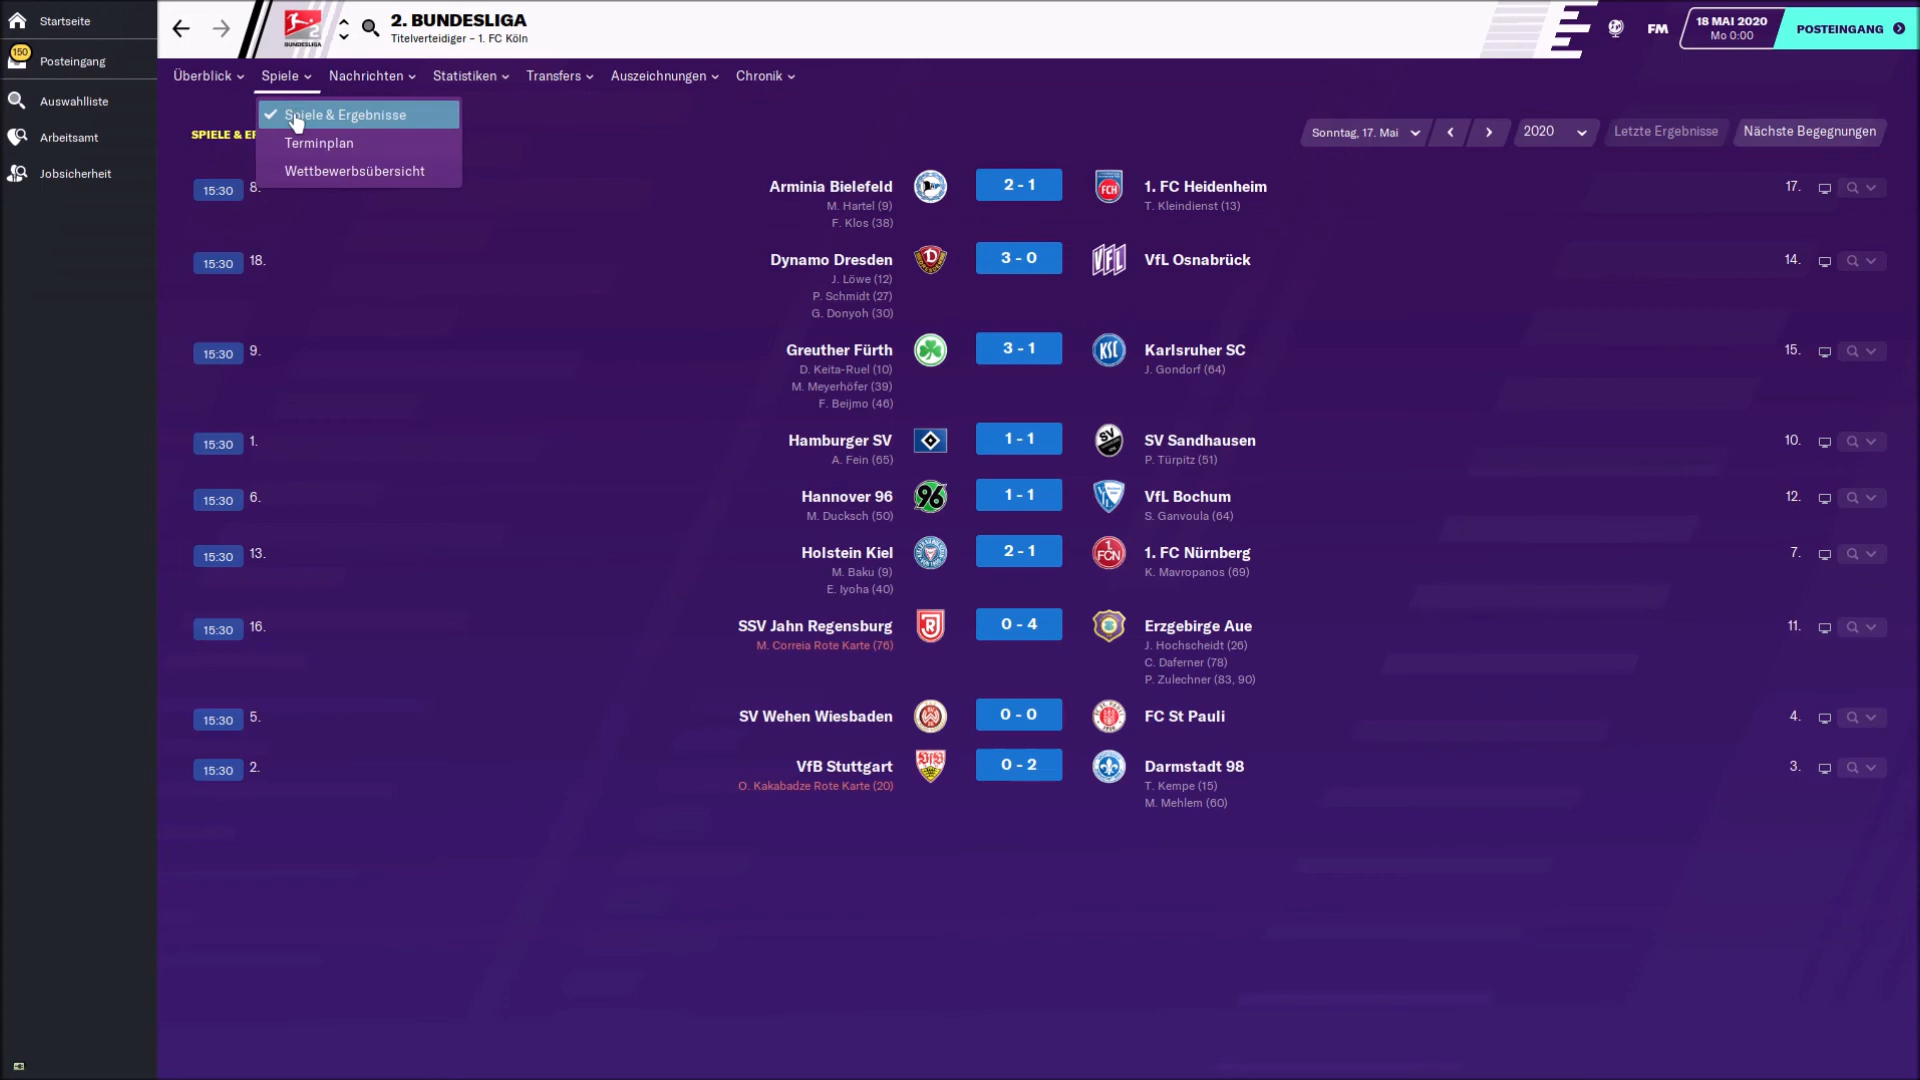 Startseite
150
Posteingang
Auswahlliste
Arbeitsamt
Jobsicherheit
BUNDESLIGA
2. BUNDESLIGA
Titelverteidiger – 1. FC Köln
FM
18 MAI 2020
Mo 0:00
POSTEINGANG
Überblick Spiele Nachrichten Statistiken Transfers Auszeichnungen Chronik
Spiele & Ergebnisse
Terminplan
Wettbewerbsübersicht
SPIELE & E
Sonntag, 17. Mai 2020 Letzte Ergebnisse Nächste Begegnungen
15:30 8. Arminia Bielefeld 2 - 1 1. FC Heidenheim 17.
M. Hartel (9) T. Kleindienst (13)
F. Klos (38)
15:30 18. Dynamo Dresden 3 - 0 VfL Osnabrück 14.
J. Löwe (12)
P. Schmidt (27)
G. Donyoh (30)
15:30 9. Greuther Fürth 3 - 1 Karlsruher SC 15.
D. Keita-Ruel (10) J. Gondorf (64)
M. Meyerhöfer (39)
F. Beijmo (46)
15:30 1. Hamburger SV 1 - 1 SV Sandhausen 10.
A. Fein (65) P. Türpitz (51)
15:30 6. Hannover 96 1 - 1 VfL Bochum 12.
M. Ducksch (50) S. Ganvoula (64)
15:30 13. Holstein Kiel 2 - 1 1. FC Nürnberg 7.
M. Baku (9) K. Mavropanos (69)
E. Iyoha (40)
15:30 16. SSV Jahn Regensburg 0 - 4 Erzgebirge Aue 11.
M. Correia Rote Karte (76) J. Hochscheidt (26)
C. Daferner (78)
P. Zulechner (83, 90)
15:30 5. SV Wehen Wiesbaden 0 - 0 FC St Pauli 4.
15:30 2. VfB Stuttgart 0 - 2 Darmstadt 98 3.
O. Kakabadze Rote Karte (20) T. Kempe (15)
M. Mehlem (60)